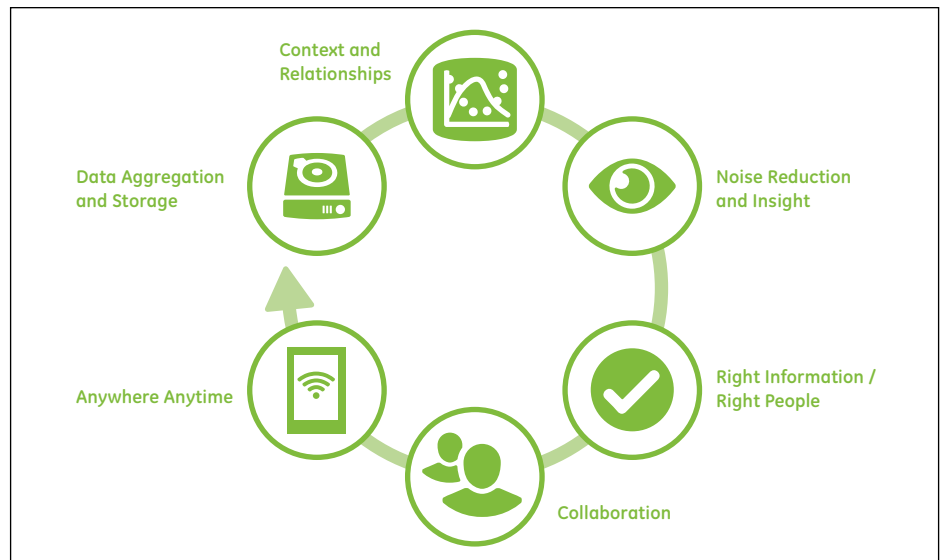 Context and
Relationships
Data Aggregation
and Storage
Noise Reduction
and Insight
Anywhere Anytime
Right Information /
Right People
Collaboration